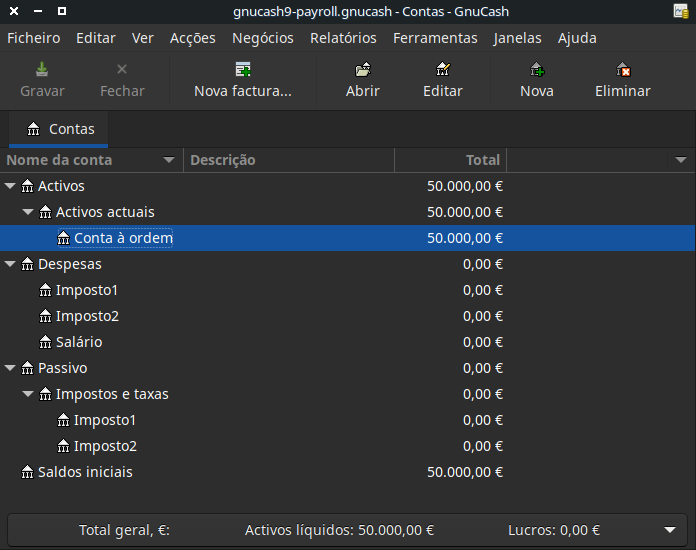 gnucash9-payroll.gnucash - Contas - GnuCash
Ficheiro Editar Ver Acções Negócios Relatórios Ferramentas Janelas Ajuda
Gravar Fechar Nova factura... Abrir Editar Nova Eliminar
Contas
Nome da conta Descrição Total
Activos 50.000,00 €
Activos actuais 50.000,00 €
Conta à ordem 50.000,00 €
Despesas 0,00 €
Imposto1 0,00 €
Imposto2 0,00 €
Salário 0,00 €
Passivo 0,00 €
Impostos e taxas 0,00 €
Imposto1 0,00 €
Imposto2 0,00 €
Saldos iniciais 50.000,00 €
Total geral, €: Activos líquidos: 50.000,00 € Lucros: 0,00 €